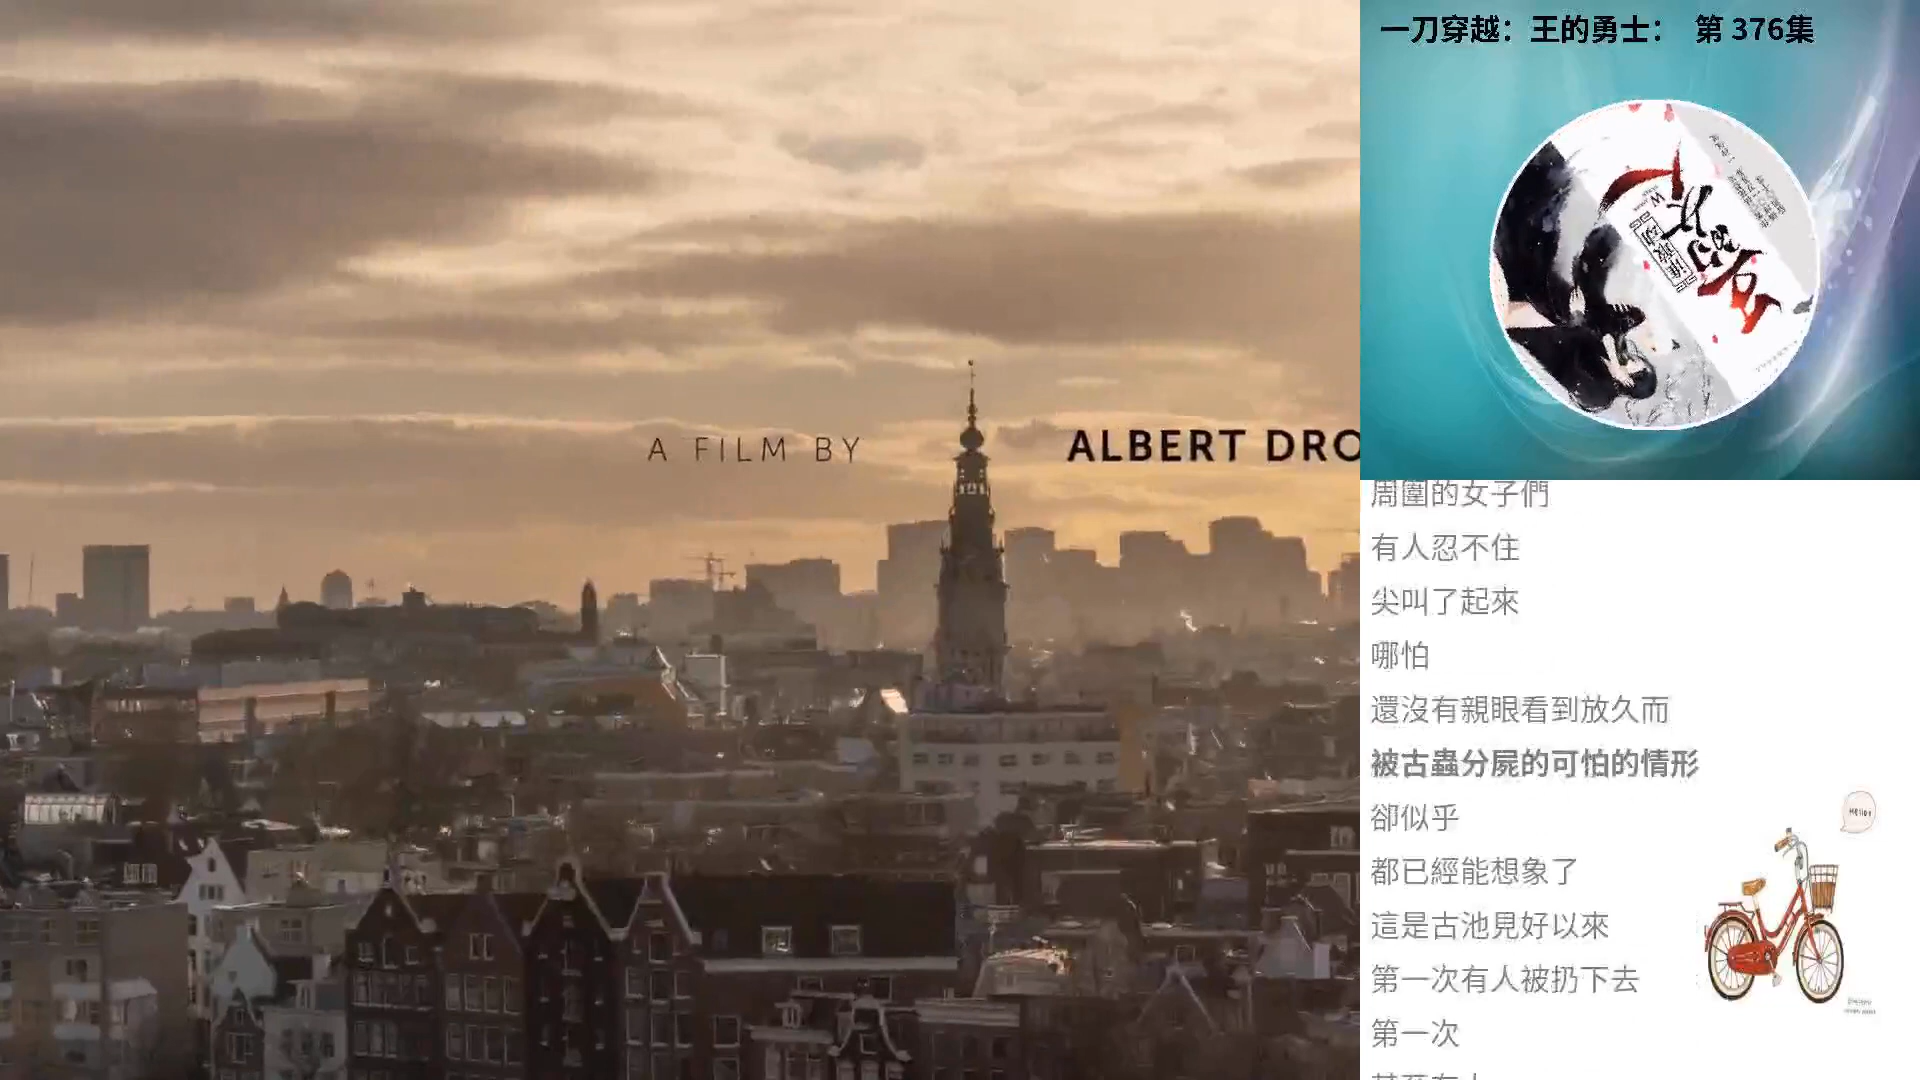 A FILM BY
ALBERT DRO
一刀穿越：王的勇士： 第 376集
周圍的女子們
有人忍不住
尖叫了起來
哪怕
還沒有親眼看到放久而
被古蟲分屍的可怕的情形
卻似乎
都已經能想象了
這是古池見好以來
第一次有人被扔下去
第一次
Hello!